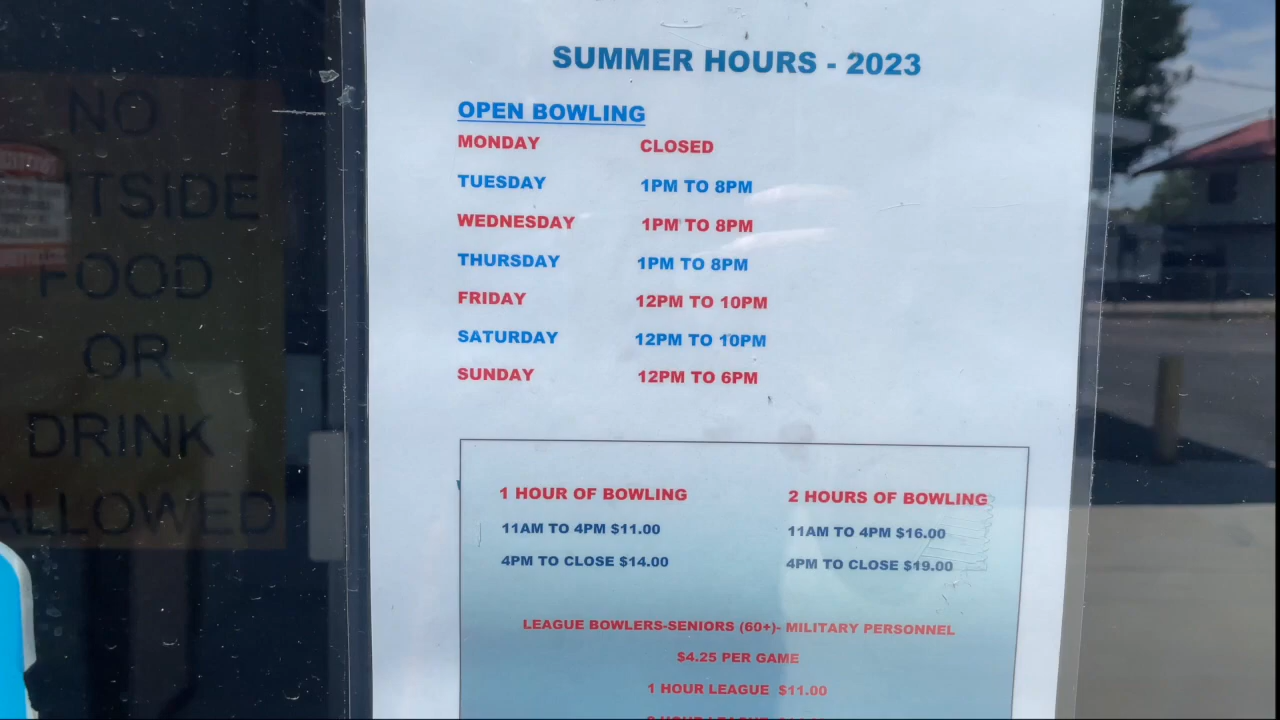 SUMMER HOURS - 2023
OPEN BOWLING
MONDAY CLOSED
TUESDAY 1PM TO 8PM
WEDNESDAY 1PM TO 8PM
THURSDAY 1PM TO 8PM
FRIDAY 12PM TO 10PM
SATURDAY 12PM TO 10PM
SUNDAY 12PM TO 6PM
1 HOUR OF BOWLING 2 HOURS OF BOWLING
11AM TO 4PM $11.00 11AM TO 4PM $16.00
4PM TO CLOSE $14.00 4PM TO CLOSE $19.00
LEAGUE BOWLERS-SENIORS (60+)- MILITARY PERSONNEL
$4.25 PER GAME
1 HOUR LEAGUE $11.00
NO
TSIDE
FOOD
OR
DRINK
ALLOWED